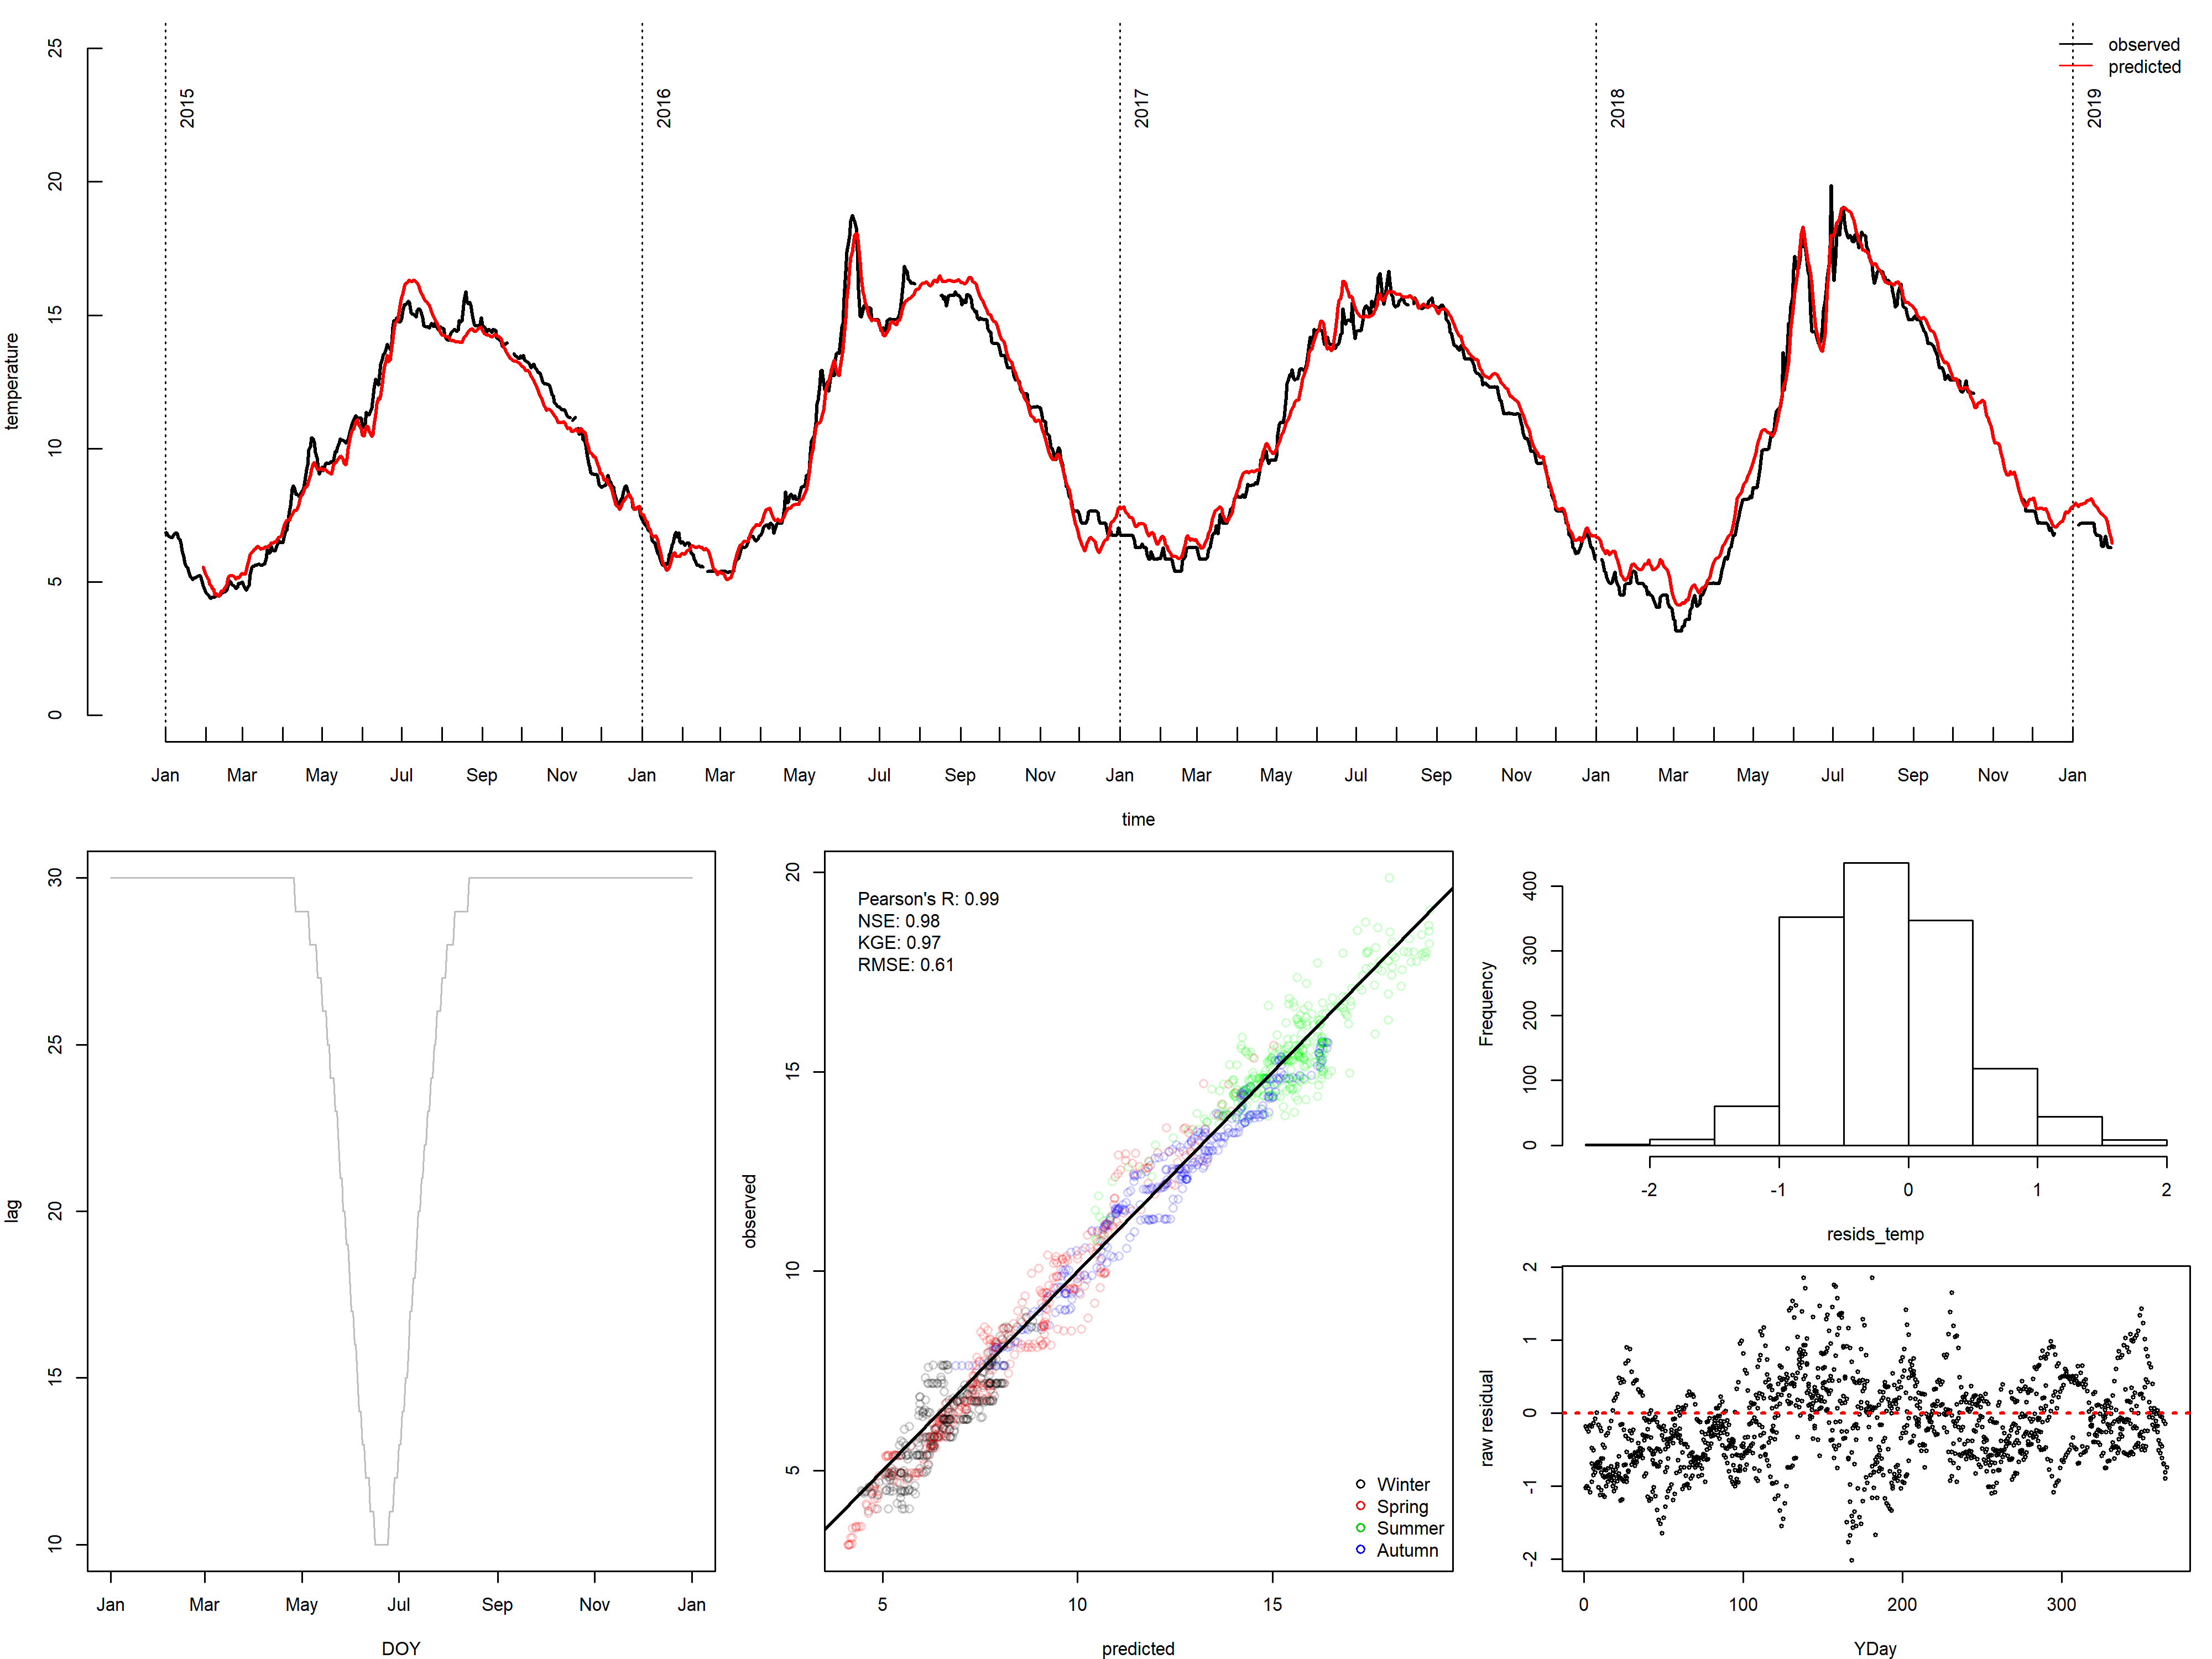 25
20
15
10
5
0
temperature
2015
2016
2017
2018
2019
observed
predicted
Jan Mar May Jul Sep Nov Jan Mar May Jul Sep Nov Jan Mar May Jul Sep Nov Jan Mar May Jul Sep Nov Jan
time
30
25
20
15
10
lag
Jan Mar May Jul Sep Nov Jan
DOY
20
15
10
5
observed
Pearson's R: 0.99
NSE: 0.98
KGE: 0.97
RMSE: 0.61
Winter
Spring
Summer
Autumn
5 10 15
predicted
400
300
200
100
0
Frequency
-2 -1 0 1 2
resids_temp
2
1
0
-1
-2
raw residual
0 100 200 300
YDay